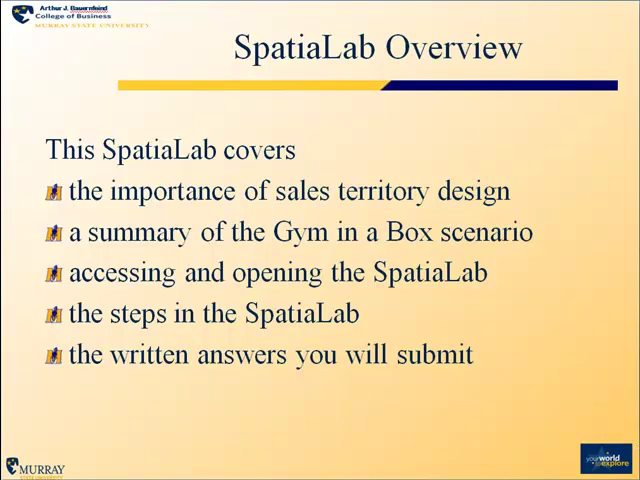 Arthur J. Bauernfeind
College of Business
MURRAY STATE UNIVERSITY
SpatiaLab Overview
This SpatiaLab covers
the importance of sales territory design
a summary of the Gym in a Box scenario
accessing and opening the SpatiaLab
the steps in the SpatiaLab
the written answers you will submit
MURRAY
STATE UNIVERSITY
your world
to explore